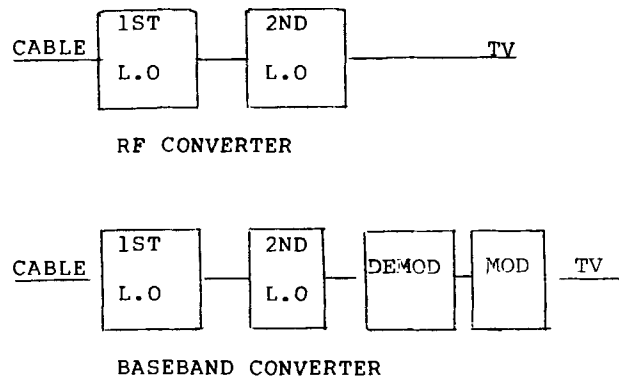 1ST 2ND
CABLE TV
L.O L.O
RF CONVERTER
1ST 2ND
DEMOD MOD
CABLE TV
L.O L.O
BASEBAND CONVERTER